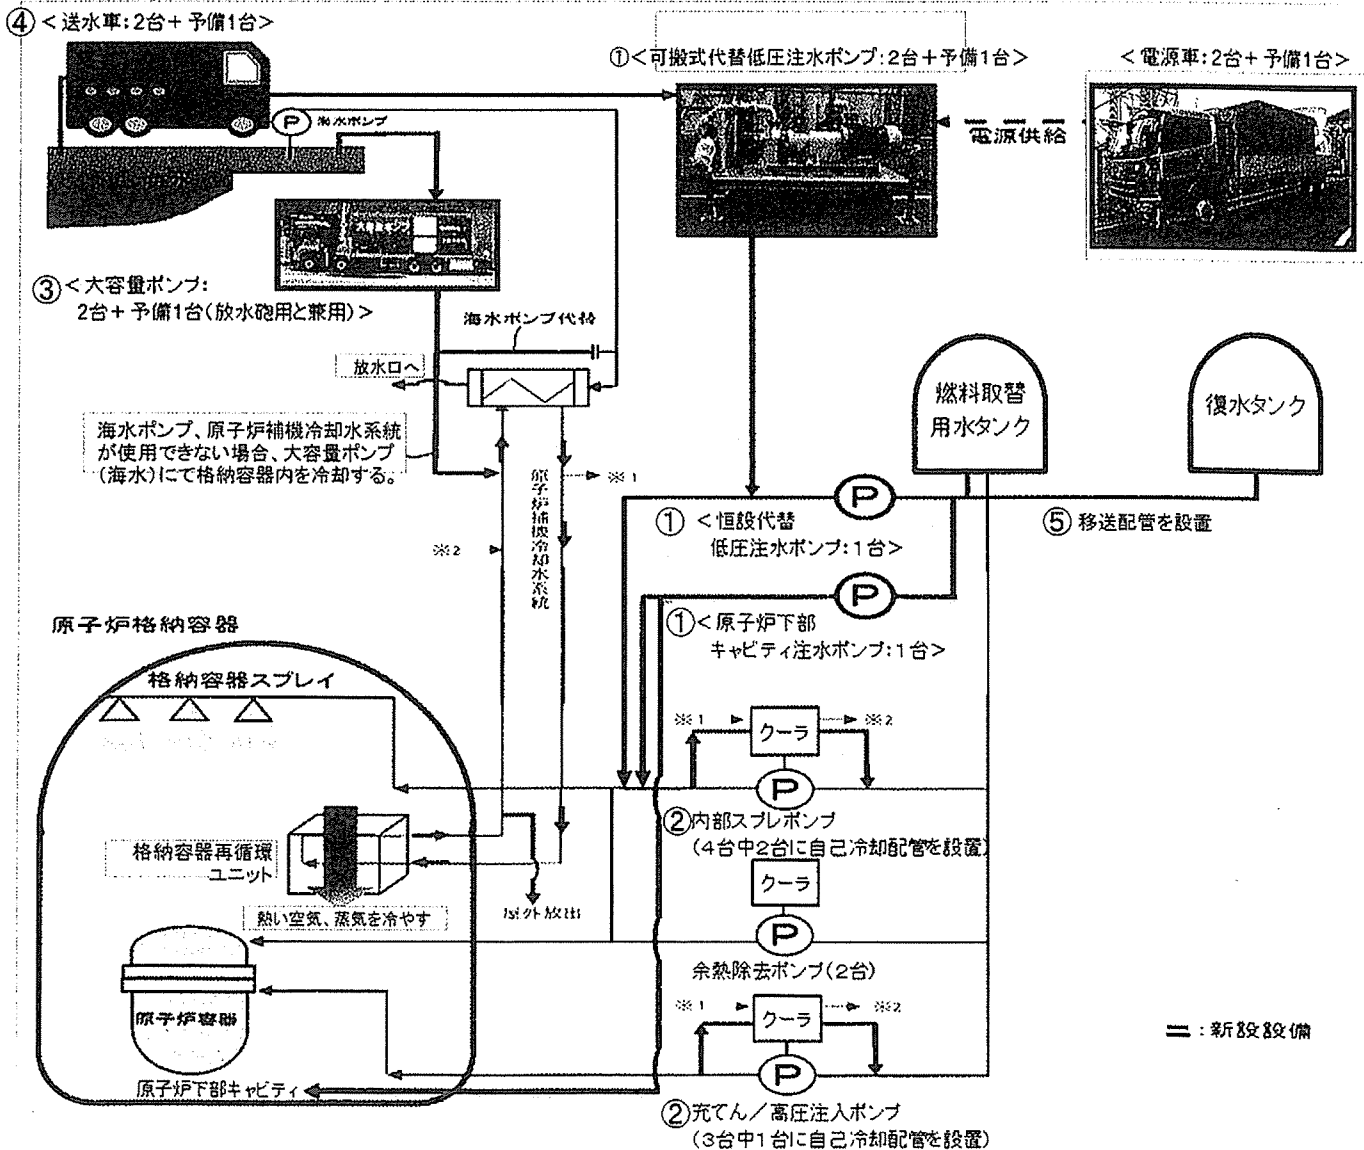 ④<送水車:2台+予備1台>
①<可搬式代替低圧注水ポンプ:2台+予備1台>
<電源車:2台+予備1台>
P 海水ポンプ
電源供給
大容量ポンプ
③<大容量ポンプ:
2台+予備1台(放水砲用と兼用)>
海水ポンプ代替
放水口へ
海水ポンプ、原子炉補機冷却水系統
が使用できない場合、大容量ポンプ
(海水)にて格納容器内を冷却する。
原子炉補機冷却水系統
※1
※2
燃料取替
用水タンク
復水タンク
P
①<恒設代替
低圧注水ポンプ:1台>
⑤移送配管を設置
P
①<原子炉下部
キャビティ注水ポンプ:1台>
原子炉格納容器
格納容器スプレイ
※1
クーラ
※2
P
②内部スプレポンプ
(4台中2台に自己冷却配管を設置)
格納容器再循環
ユニット
熱い空気、蒸気を冷やす
屋外放出
クーラ
P
余熱除去ポンプ(2台)
原子炉容器
※1
クーラ
※2
P
②充てん/高圧注入ポンプ
(3台中1台に自己冷却配管を設置)
原子炉下部キャビティ
=:新設設備